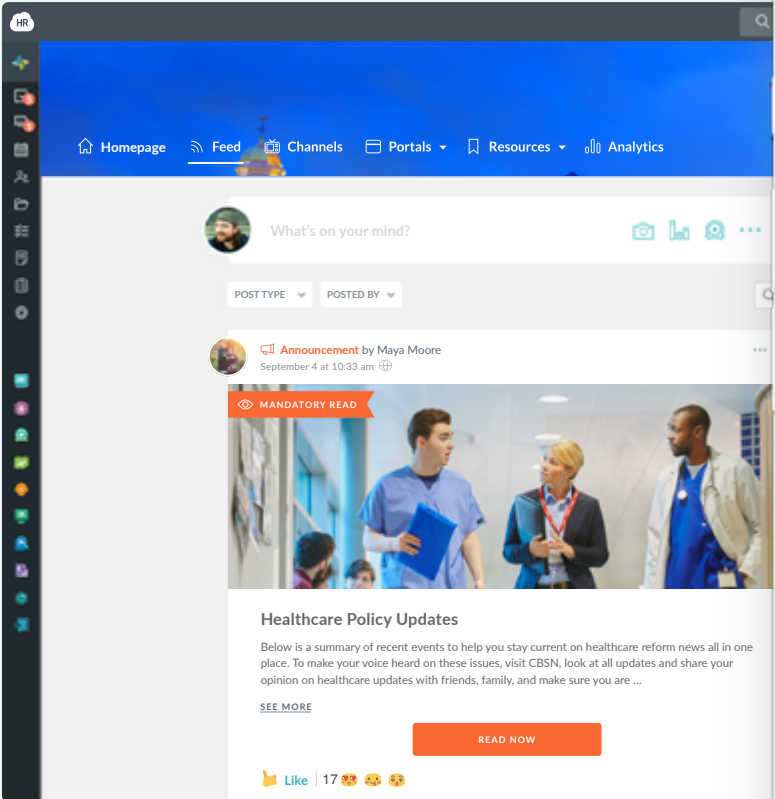 HR
Homepage
Feed
Channels
Portals
Resources
Analytics
What's on your mind?
POST TYPE
POSTED BY
Announcement by Maya Moore
September 4 at 10:33 am
MANDATORY READ
Healthcare Policy Updates
Below is a summary of recent events to help you stay current on healthcare reform news all in one
place. To make your voice heard on these issues, visit CBSN, look at all updates and share your
opinion on healthcare updates with friends, family, and make sure you are ...
SEE MORE
READ NOW
Like
17